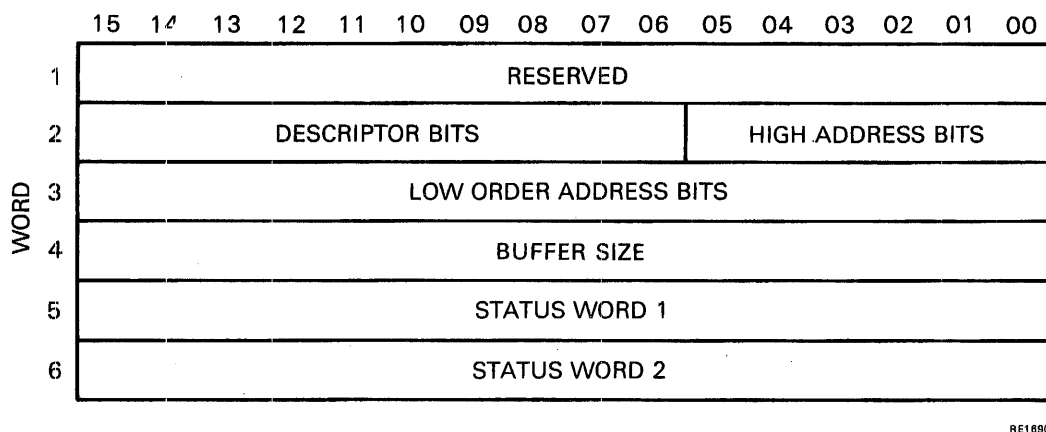 15 14 13 12 11 10 09 08 07 06 05 04 03 02 01 00
WORD
1 RESERVED
2 DESCRIPTOR BITS HIGH ADDRESS BITS
3 LOW ORDER ADDRESS BITS
4 BUFFER SIZE
5 STATUS WORD 1
6 STATUS WORD 2